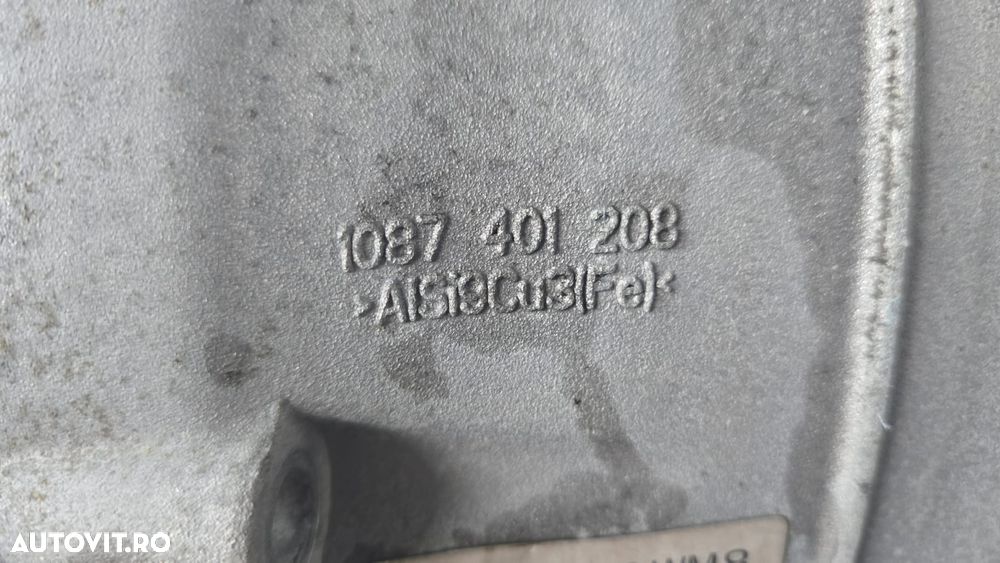 1087 401 208
>AlSi9Cu3(Fe)<
AUTOVIT.RO